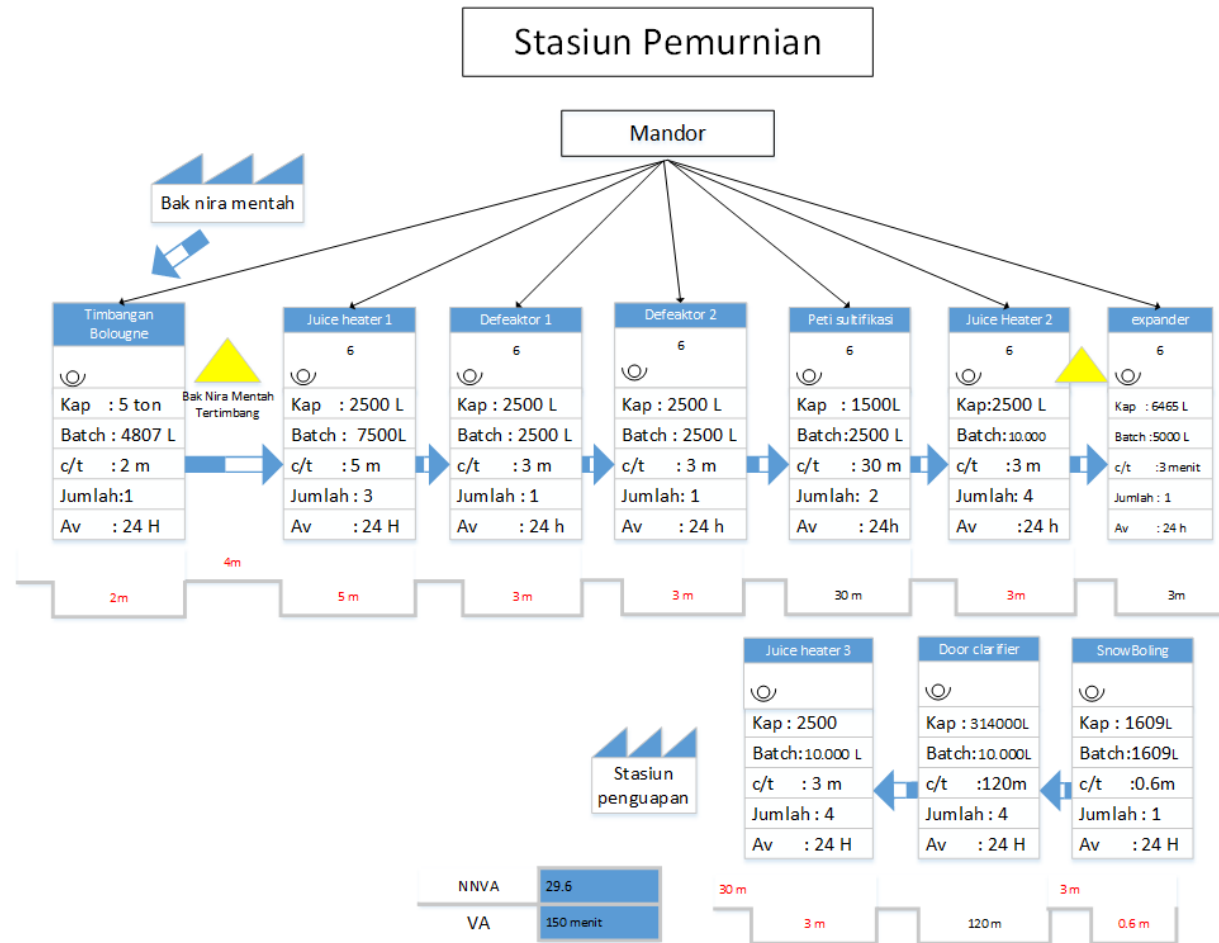 Stasiun Pemurnian
Mandor
Bak nira mentah
Timbangan
Bolougne
Kap : 5 ton
Batch : 4807 L
c/t : 2 m
Jumlah:1
Av : 24 H
Bak Nira Mentah
Tertimbang
Juice heater 1
6
Kap : 2500 L
Batch : 7500L
c/t : 5 m
Jumlah : 3
Av : 24 H
Defeaktor 1
6
Kap : 2500 L
Batch : 2500 L
c/t : 3 m
Jumlah : 1
Av : 24 h
Defeaktor 2
6
Kap : 2500 L
Batch : 2500 L
c/t : 3 m
Jumlah: 1
Av : 24 h
Peti sultifikasi
6
Kap : 1500L
Batch:2500 L
c/t : 30 m
Jumlah: 2
Av : 24h
Juice Heater 2
6
Kap:2500 L
Batch:10.000
c/t :3 m
Jumlah: 4
Av :24 h
expander
6
Kap : 6465 L
Batch :5000 L
c/t :3 menit
Jumlah : 1
Av : 24 h
4m
2m
5 m
3 m
3 m
30 m
3m
3m
Juice heater 3
Kap : 2500
Batch:10.000 L
c/t : 3 m
Jumlah : 4
Av : 24 H
Door clarifier
Kap : 314000L
Batch:10.000L
c/t :120m
Jumlah : 4
Av : 24 H
SnowBoling
Kap : 1609L
Batch:1609L
c/t :0.6m
Jumlah : 1
Av : 24 H
Stasiun
penguapan
NNVA 29.6
VA 150 menit
30 m
3 m
3 m
120 m
0.6 m